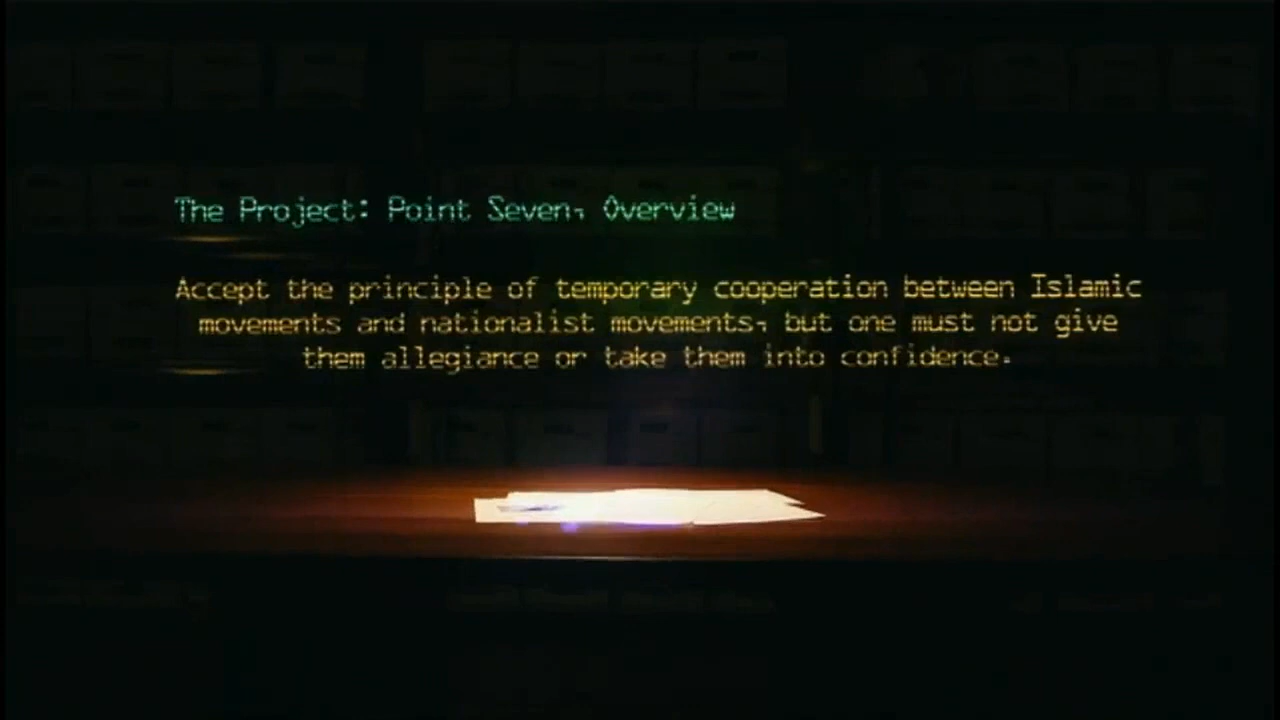 The Project: Point Seven, Overview
Accept the principle of temporary cooperation between Islamic
movements and nationalist movements, but one must not give
them allegiance or take them into confidence.